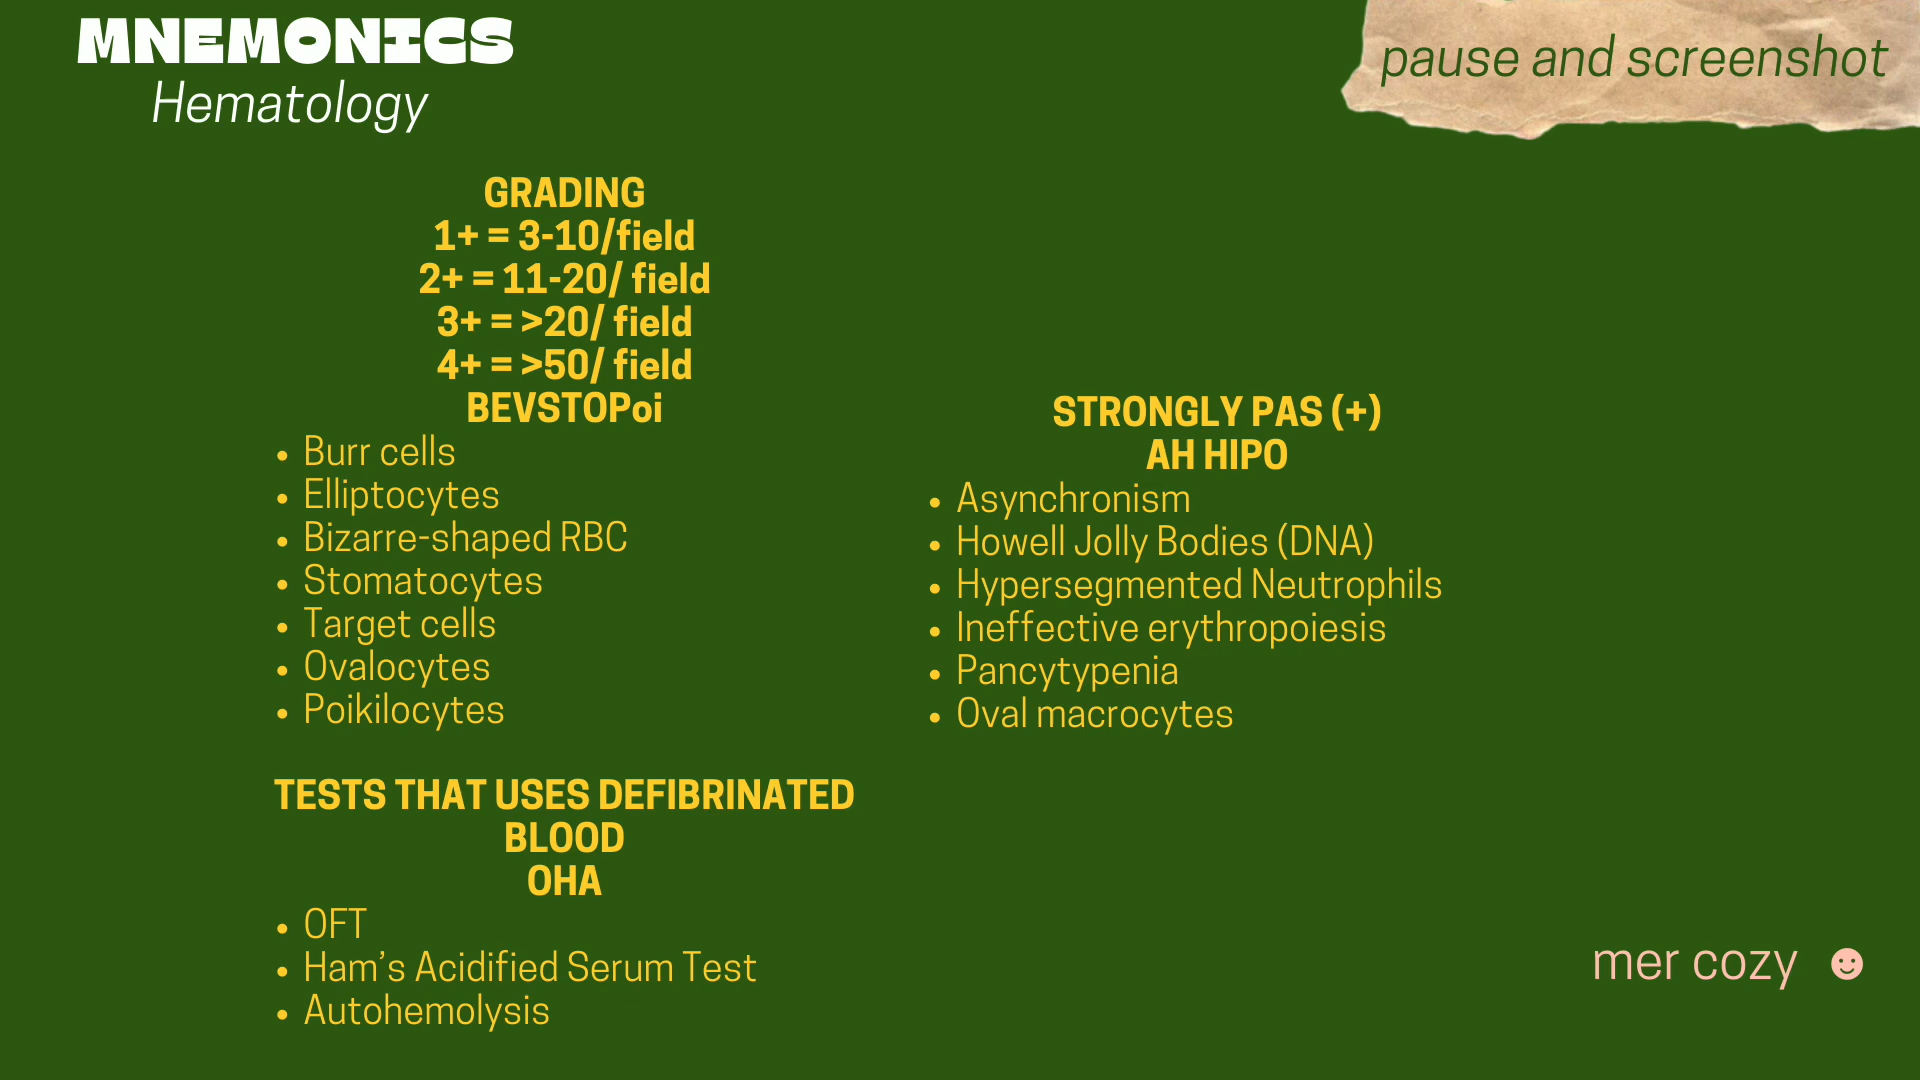 MNEMONICS
Hematology
pause and screenshot
GRADING
1+ = 3-10/field
2+ = 11-20/ field
3+ = >20/ field
4+ = >50/ field
BEVSTOPoi
• Burr cells
• Elliptocytes
• Bizarre-shaped RBC
• Stomatocytes
• Target cells
• Ovalocytes
• Poikilocytes
TESTS THAT USES DEFIBRINATED
BLOOD
OHA
• OFT
• Ham’s Acidified Serum Test
• Autohemolysis
STRONGLY PAS (+)
AH HIPO
• Asynchronism
• Howell Jolly Bodies (DNA)
• Hypersegmented Neutrophils
• Ineffective erythropoiesis
• Pancytypenia
• Oval macrocytes
mer cozy